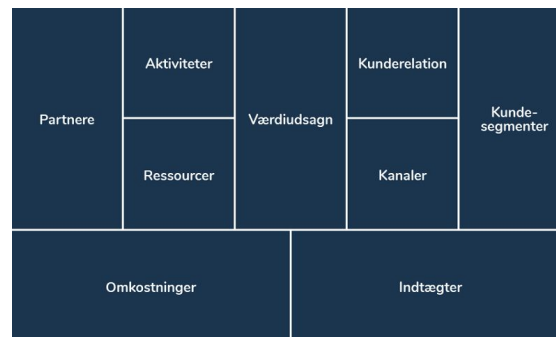 Partnere
Aktiviteter
Ressourcer
Værdiudsagn
Kunderelation
Kanaler
Kunde-
segmenter
Omkostninger
Indtægter